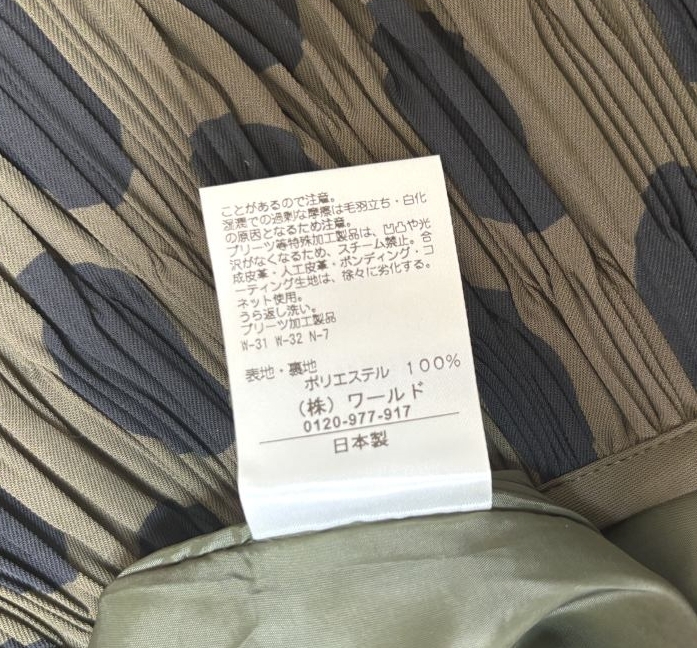 ことがあるので注意。
湿潤での過剰な摩擦は毛羽立ち・白化
の原因となるため注意。
プリーツ等特殊加工製品は、凹凸や光
沢がなくなるため、スチーム禁止。合
成皮革・人工皮革・ボンディング・コ
ーティング生地は、徐々に劣化する。
ネット使用。
うら返し洗い。
プリーツ加工製品
W-31 W-32 N-7
表地・裏地
ポリエステル 100%
(株) ワールド
0120-977-917
日本製